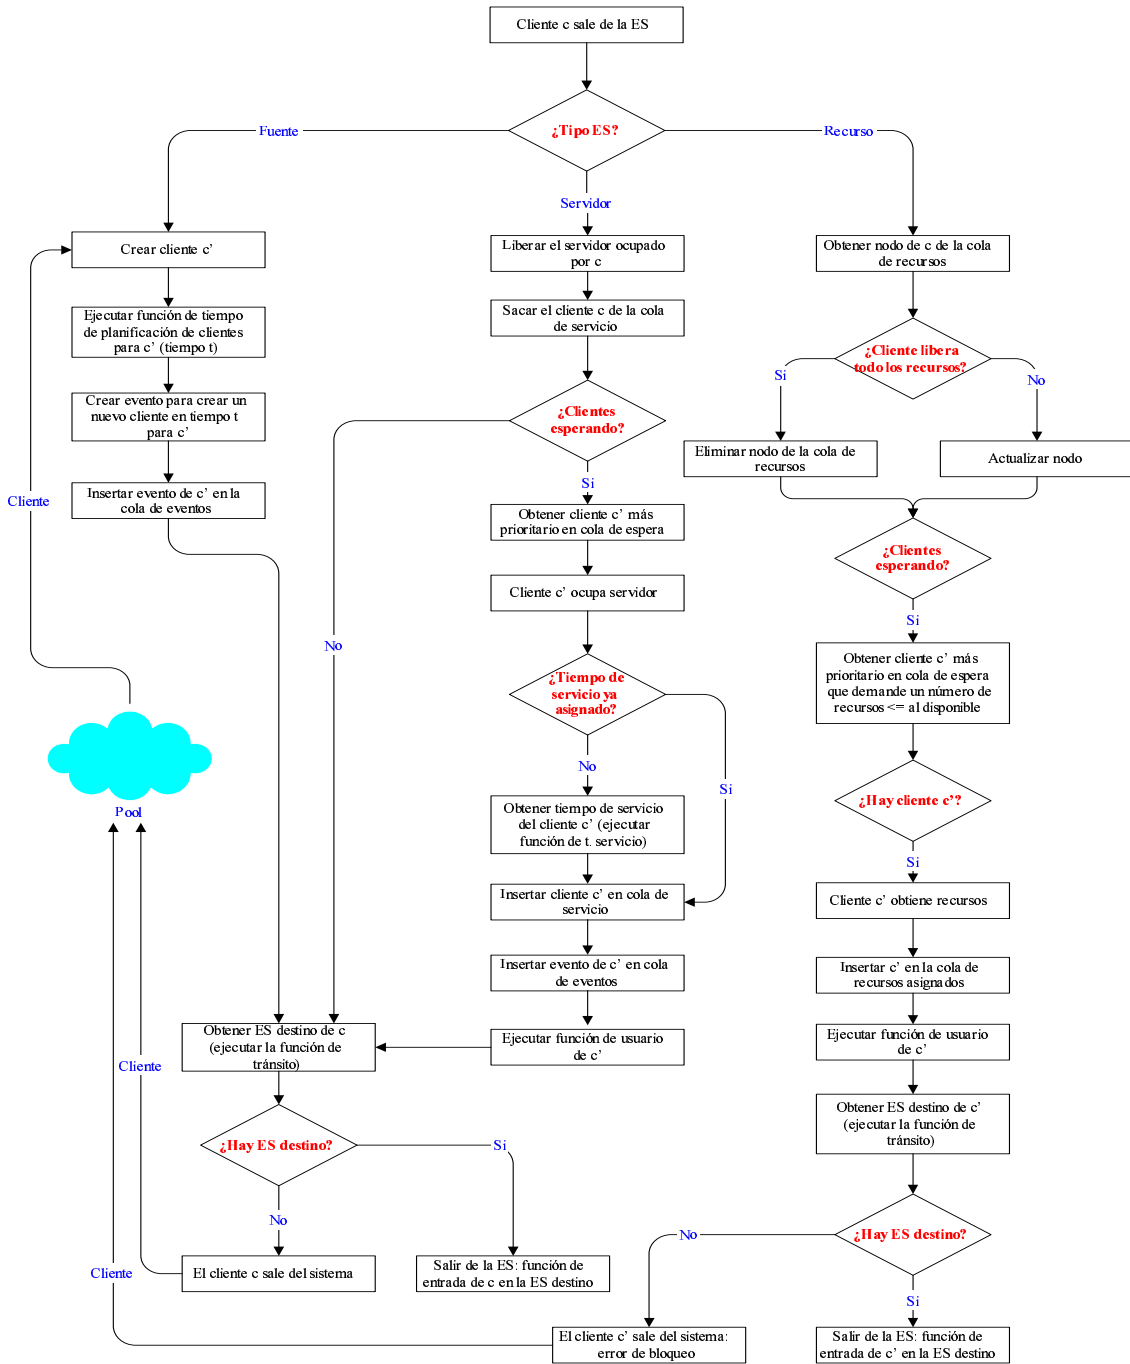 Cliente c sale de la ES
¿Tipo ES?
Fuente
Servidor
Recurso
Crear cliente c’
Ejecutar función de tiempo
de planificación de clientes
para c’ (tiempo t)
Crear evento para crear un
nuevo cliente en tiempo t
para c’
Insertar evento de c’ en la
cola de eventos
Cliente
Pool
Liberar el servidor ocupado
por c
Sacar el cliente c de la cola
de servicio
¿Clientes
esperando?
No
Si
Obtener cliente c’ más
prioritario en cola de espera
Cliente c’ ocupa servidor
¿Tiempo de
servicio ya
asignado?
No
Si
Obtener tiempo de servicio
del cliente c’ (ejecutar
función de t. servicio)
Insertar cliente c’ en cola de
servicio
Insertar evento de c’ en cola
de eventos
Ejecutar función de usuario
de c’
Obtener ES destino de c
(ejecutar la función de
tránsito)
¿Hay ES destino?
Si
No
El cliente c sale del sistema
Cliente
Salir de la ES: función de
entrada de c en la ES destino
Obtener nodo de c de la cola
de recursos
¿Cliente libera
todo los recursos?
Si
No
Eliminar nodo de la cola de
recursos
Actualizar nodo
¿Clientes
esperando?
Si
Obtener cliente c’ más
prioritario en cola de espera
que demande un número de
recursos <= al disponible
¿Hay cliente c’?
Si
Cliente c’ obtiene recursos
Insertar c’ en la cola de
recursos asignados
Ejecutar función de usuario
de c’
Obtener ES destino de c’
(ejecutar la función de
tránsito)
¿Hay ES destino?
No
Si
El cliente c’ sale del sistema:
error de bloqueo
Cliente
Salir de la ES: función de
entrada de c’ en la ES destino